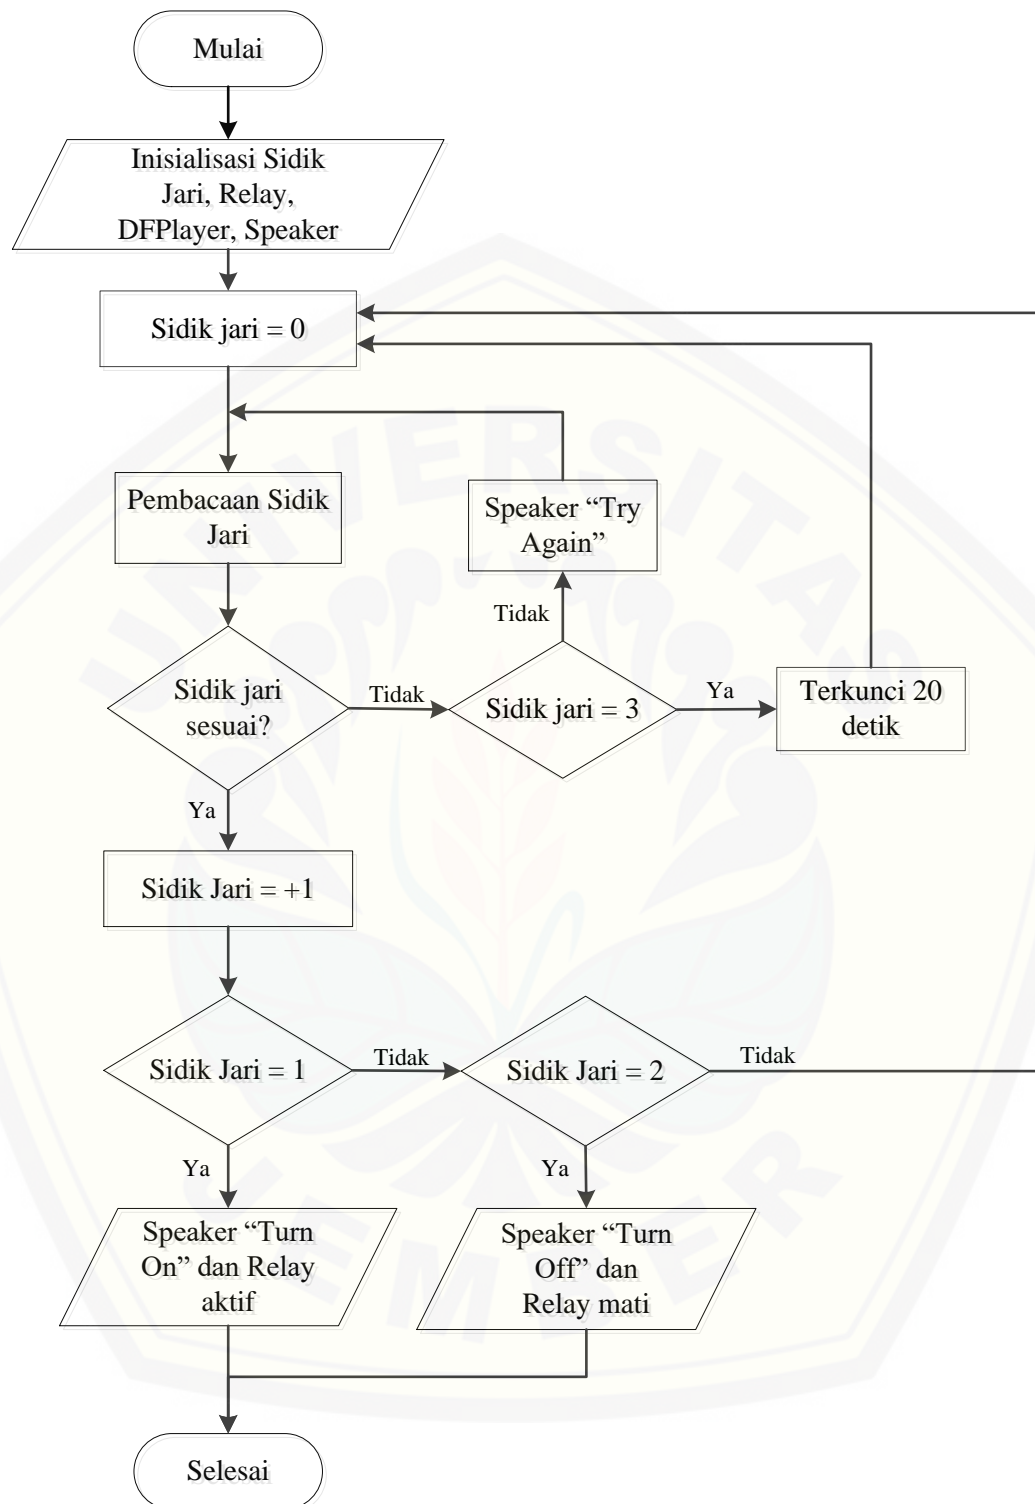 Mulai
Inisialisasi Sidik
Jari, Relay,
DFPlayer, Speaker
Sidik jari = 0
Pembacaan Sidik
Jari
Speaker “Try
Again”
Tidak
Sidik jari
sesuai?
Tidak
Sidik jari = 3
Ya
Terkunci 20
detik
Ya
Sidik Jari = +1
Sidik Jari = 1
Tidak
Sidik Jari = 2
Tidak
Ya
Ya
Speaker “Turn
On” dan Relay
aktif
Speaker “Turn
Off” dan
Relay mati
Selesai
UNIVERSITAS
JEMBER